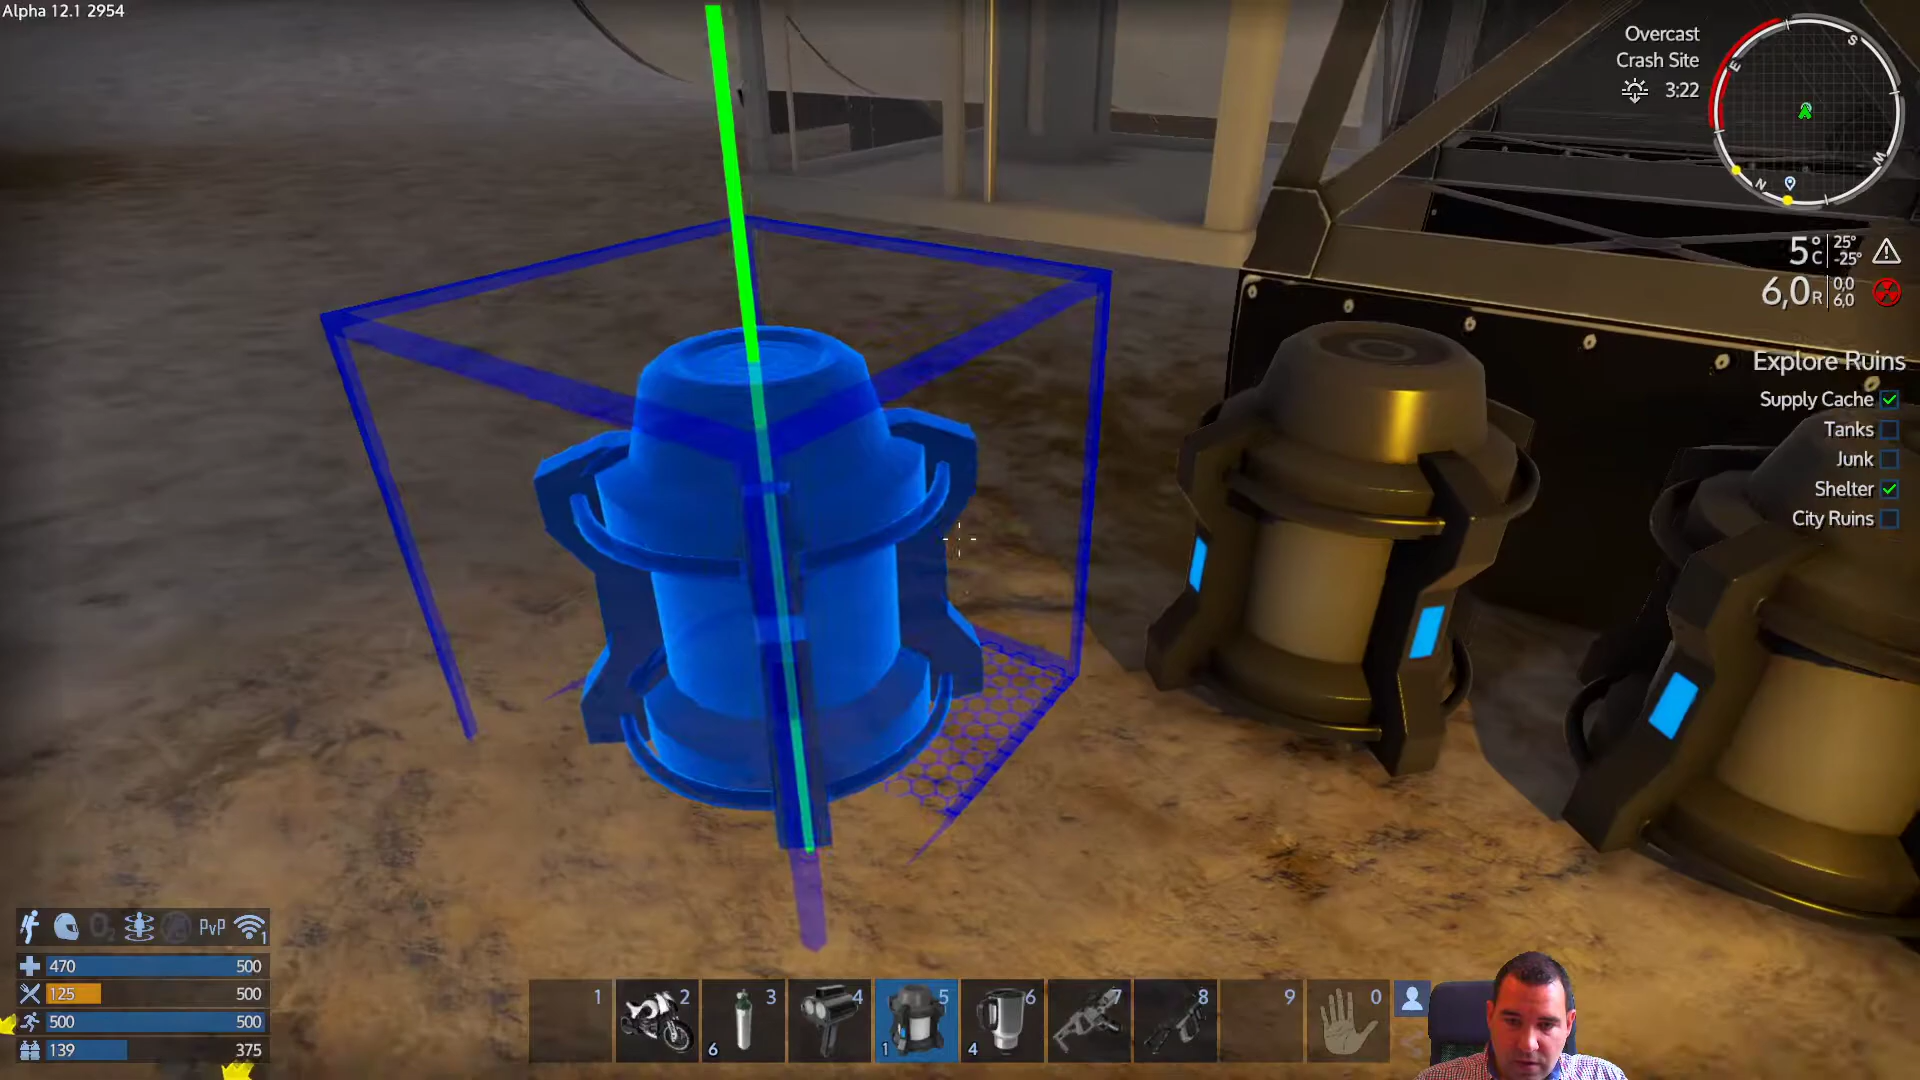 Alpha 12.1 2954
Overcast
Crash Site
3:22
S
E
W
N
5°C 25° -25°
6,0R 0,0 6,0
Explore Ruins
Supply Cache
Tanks
Junk
Shelter
City Ruins
O2 PvP 1
470 500
125 500
500 500
139 375
1 2 3 4 5 6 7 8 9 0
6 1 4